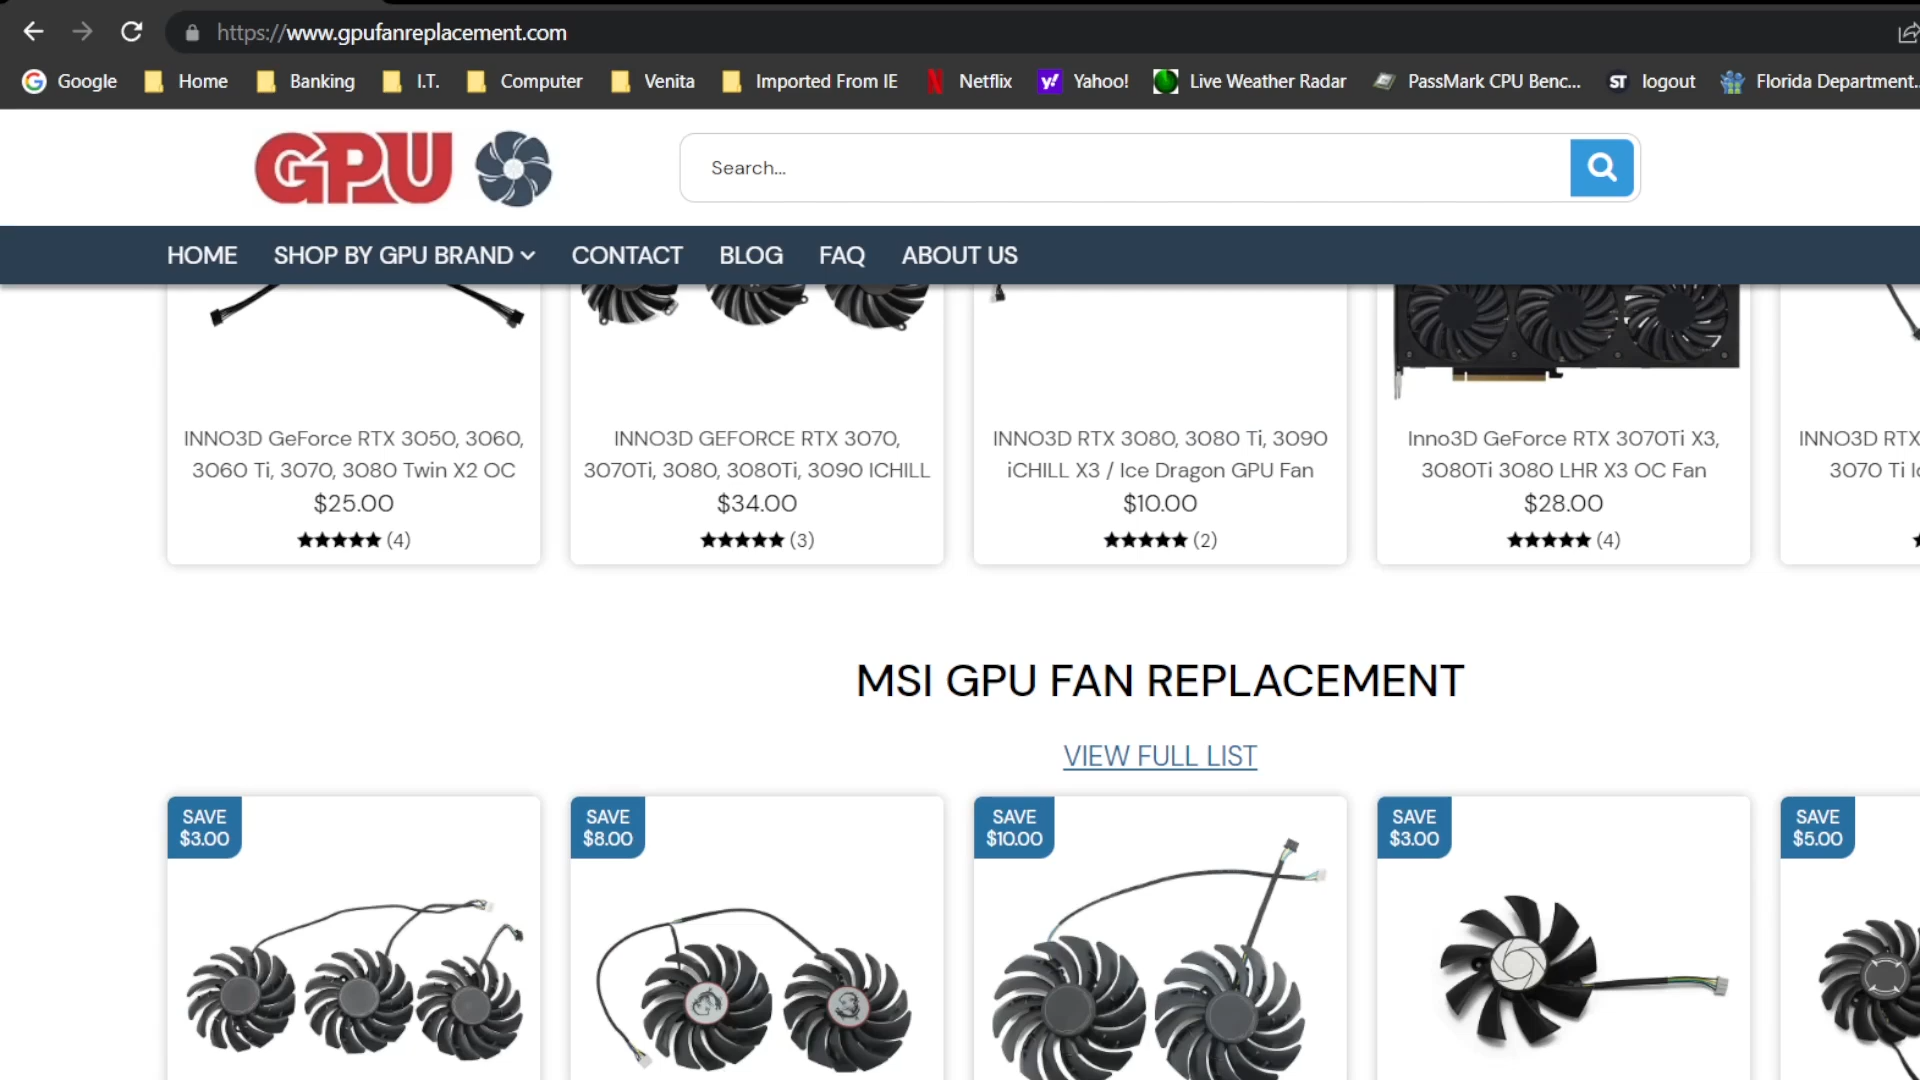 https://www.gpufanreplacement.com
Google Home Banking I.T. Computer Venita Imported From IE Netflix Yahoo! Live Weather Radar PassMark CPU Benc... ST logout Florida Department...
GPU
Search...
HOME SHOP BY GPU BRAND CONTACT BLOG FAQ ABOUT US
INNO3D GeForce RTX 3050, 3060,
3060 Ti, 3070, 3080 Twin X2 OC
$25.00
(4)
INNO3D GEFORCE RTX 3070,
3070Ti, 3080, 3080Ti, 3090 ICHILL
$34.00
(3)
INNO3D RTX 3080, 3080 Ti, 3090
iCHILL X3 / Ice Dragon GPU Fan
$10.00
(2)
Inno3D GeForce RTX 3070Ti X3,
3080Ti 3080 LHR X3 OC Fan
$28.00
(4)
INNO3D RTX
3070 Ti
MSI GPU FAN REPLACEMENT
VIEW FULL LIST
SAVE
$3.00
SAVE
$8.00
SAVE
$10.00
SAVE
$3.00
SAVE
$5.00